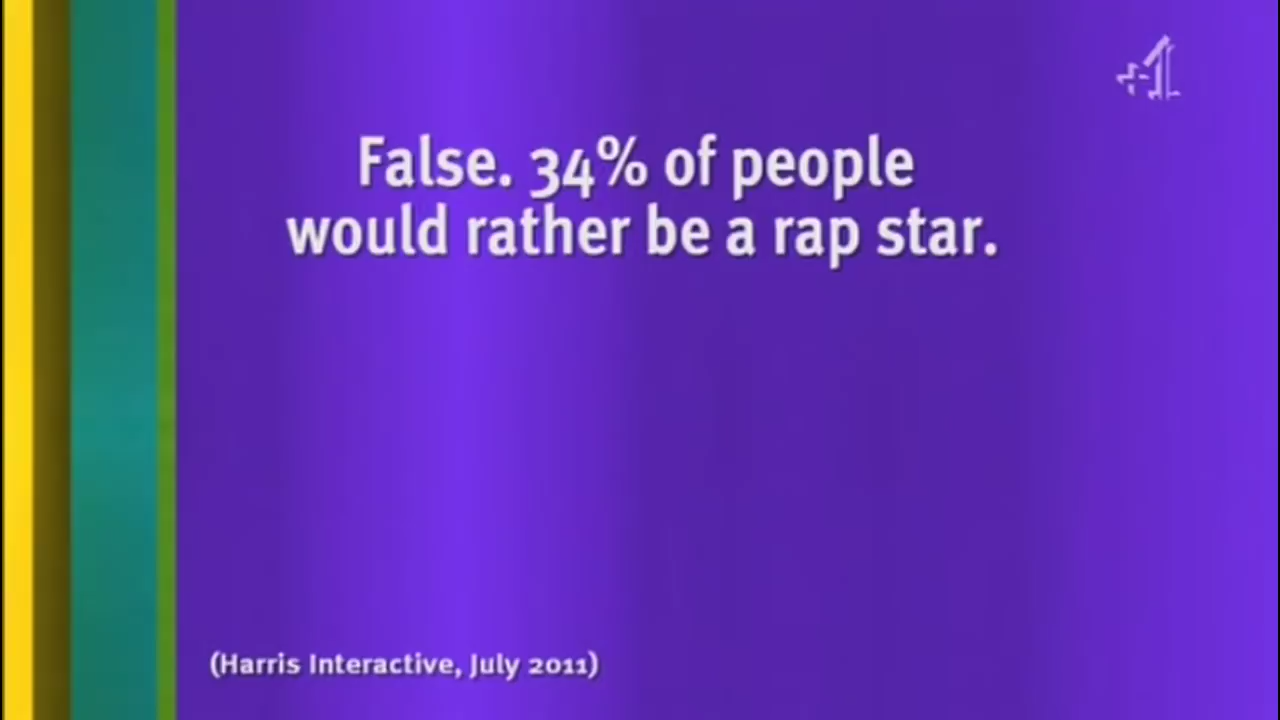 False. 34% of people
would rather be a rap star.
(Harris Interactive, July 2011)